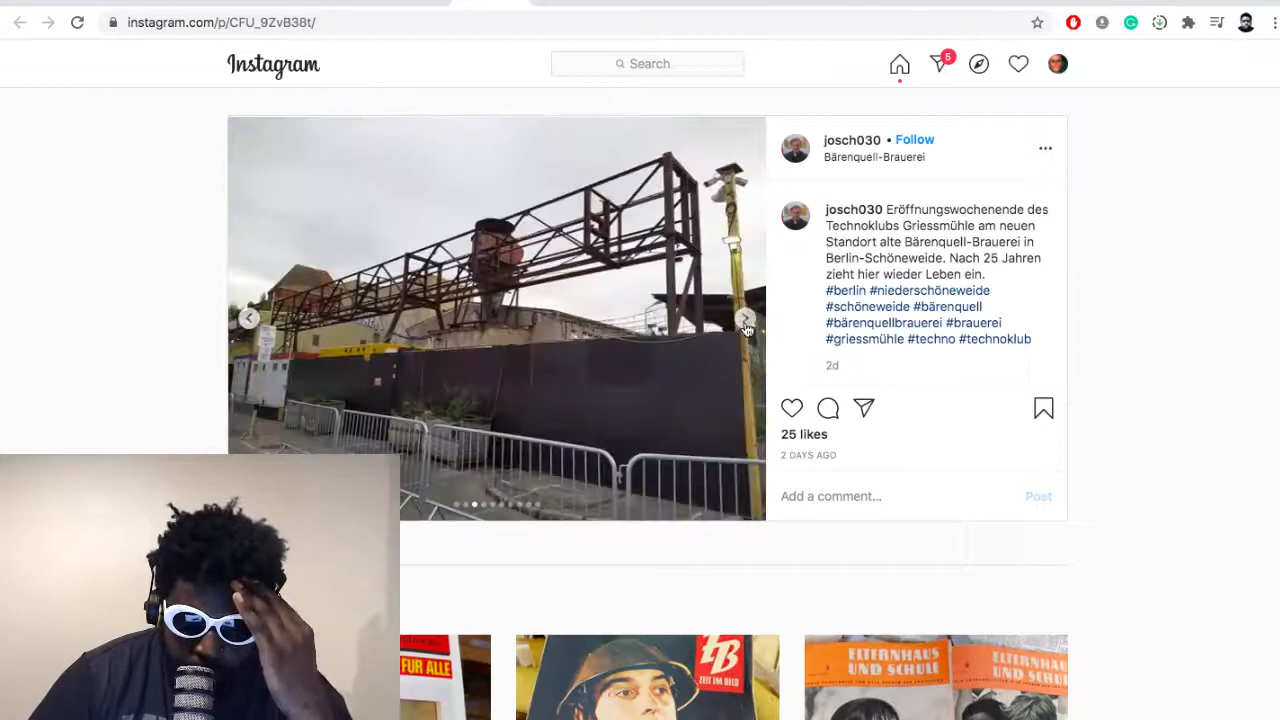 instagram.com/p/CFU_9ZvB38t/
Instagram
Search
5
josch030 • Follow
Bärenquell-Brauerei
josch030 Eröffnungswochenende des
Technoklubs Griessmühle am neuen
Standort alte Bärenquell-Brauerei in
Berlin-Schöneweide. Nach 25 Jahren
zieht hier wieder Leben ein.
#berlin #niederschöneweide
#schöneweide #bärenquell
#bärenquellbrauerei #brauerei
#griessmühle #techno #technoklub
2d
25 likes
2 DAYS AGO
Add a comment...
Post
FÜR ALLE
ZB
ZEIT IM BILD
ELTERNHAUS
UND SCHULE
ELTERNHAUS
UND SCHULE